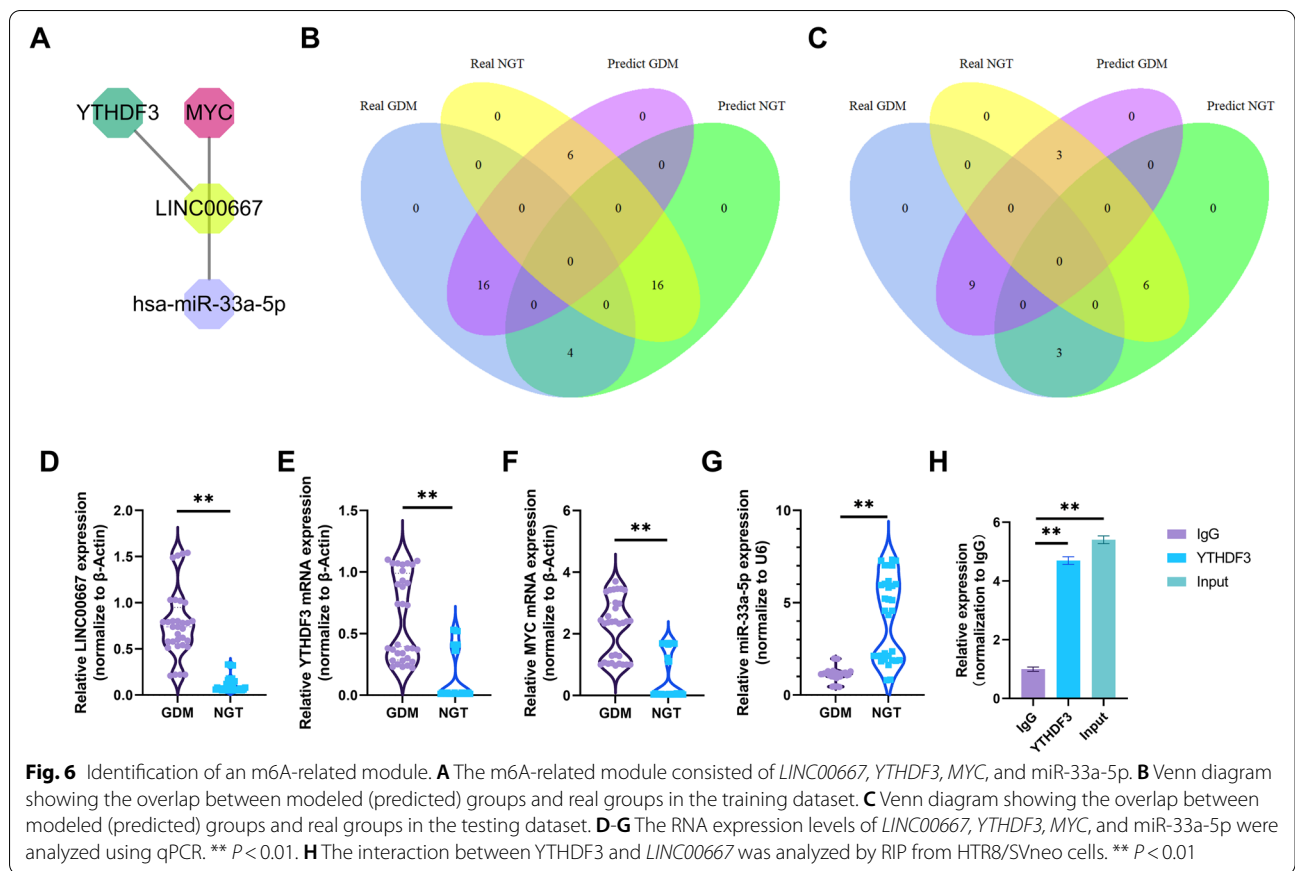 A
YTHDF3
MYC
LINC00667
hsa-miR-33a-5p
B
Real GDM
Real NGT
Predict GDM
Predict NGT
0
0
0
6
0
0
0
0
0
0
16
0
0
16
4
C
Real GDM
Real NGT
Predict GDM
Predict NGT
0
0
0
3
0
0
0
0
0
0
9
0
0
6
3
D
Relative LINC00667 expression
(normalize to β-Actin)
2.0
1.5
1.0
0.5
0.0
**
GDM
NGT
E
Relative YTHDF3 mRNA expression
(normalize to β-Actin)
1.5
1.0
0.5
0.0
**
GDM
NGT
F
Relative MYC mRNA expression
(normalize to β-Actin)
6
4
2
0
**
GDM
NGT
G
Relative miR-33a-5p expression
(normalize to U6)
10
8
6
4
2
0
**
GDM
NGT
H
Relative expression
(normalization to IgG)
6
4
2
0
**
**
IgG
YTHDF3
Input
IgG
YTHDF3
Input
Fig. 6 Identification of an m6A-related module. A The m6A-related module consisted of LINC00667, YTHDF3, MYC, and miR-33a-5p. B Venn diagram
showing the overlap between modeled (predicted) groups and real groups in the training dataset. C Venn diagram showing the overlap between
modeled (predicted) groups and real groups in the testing dataset. D-G The RNA expression levels of LINC00667, YTHDF3, MYC, and miR-33a-5p were
analyzed using qPCR. ** P < 0.01. H The interaction between YTHDF3 and LINC00667 was analyzed by RIP from HTR8/SVneo cells. ** P < 0.01